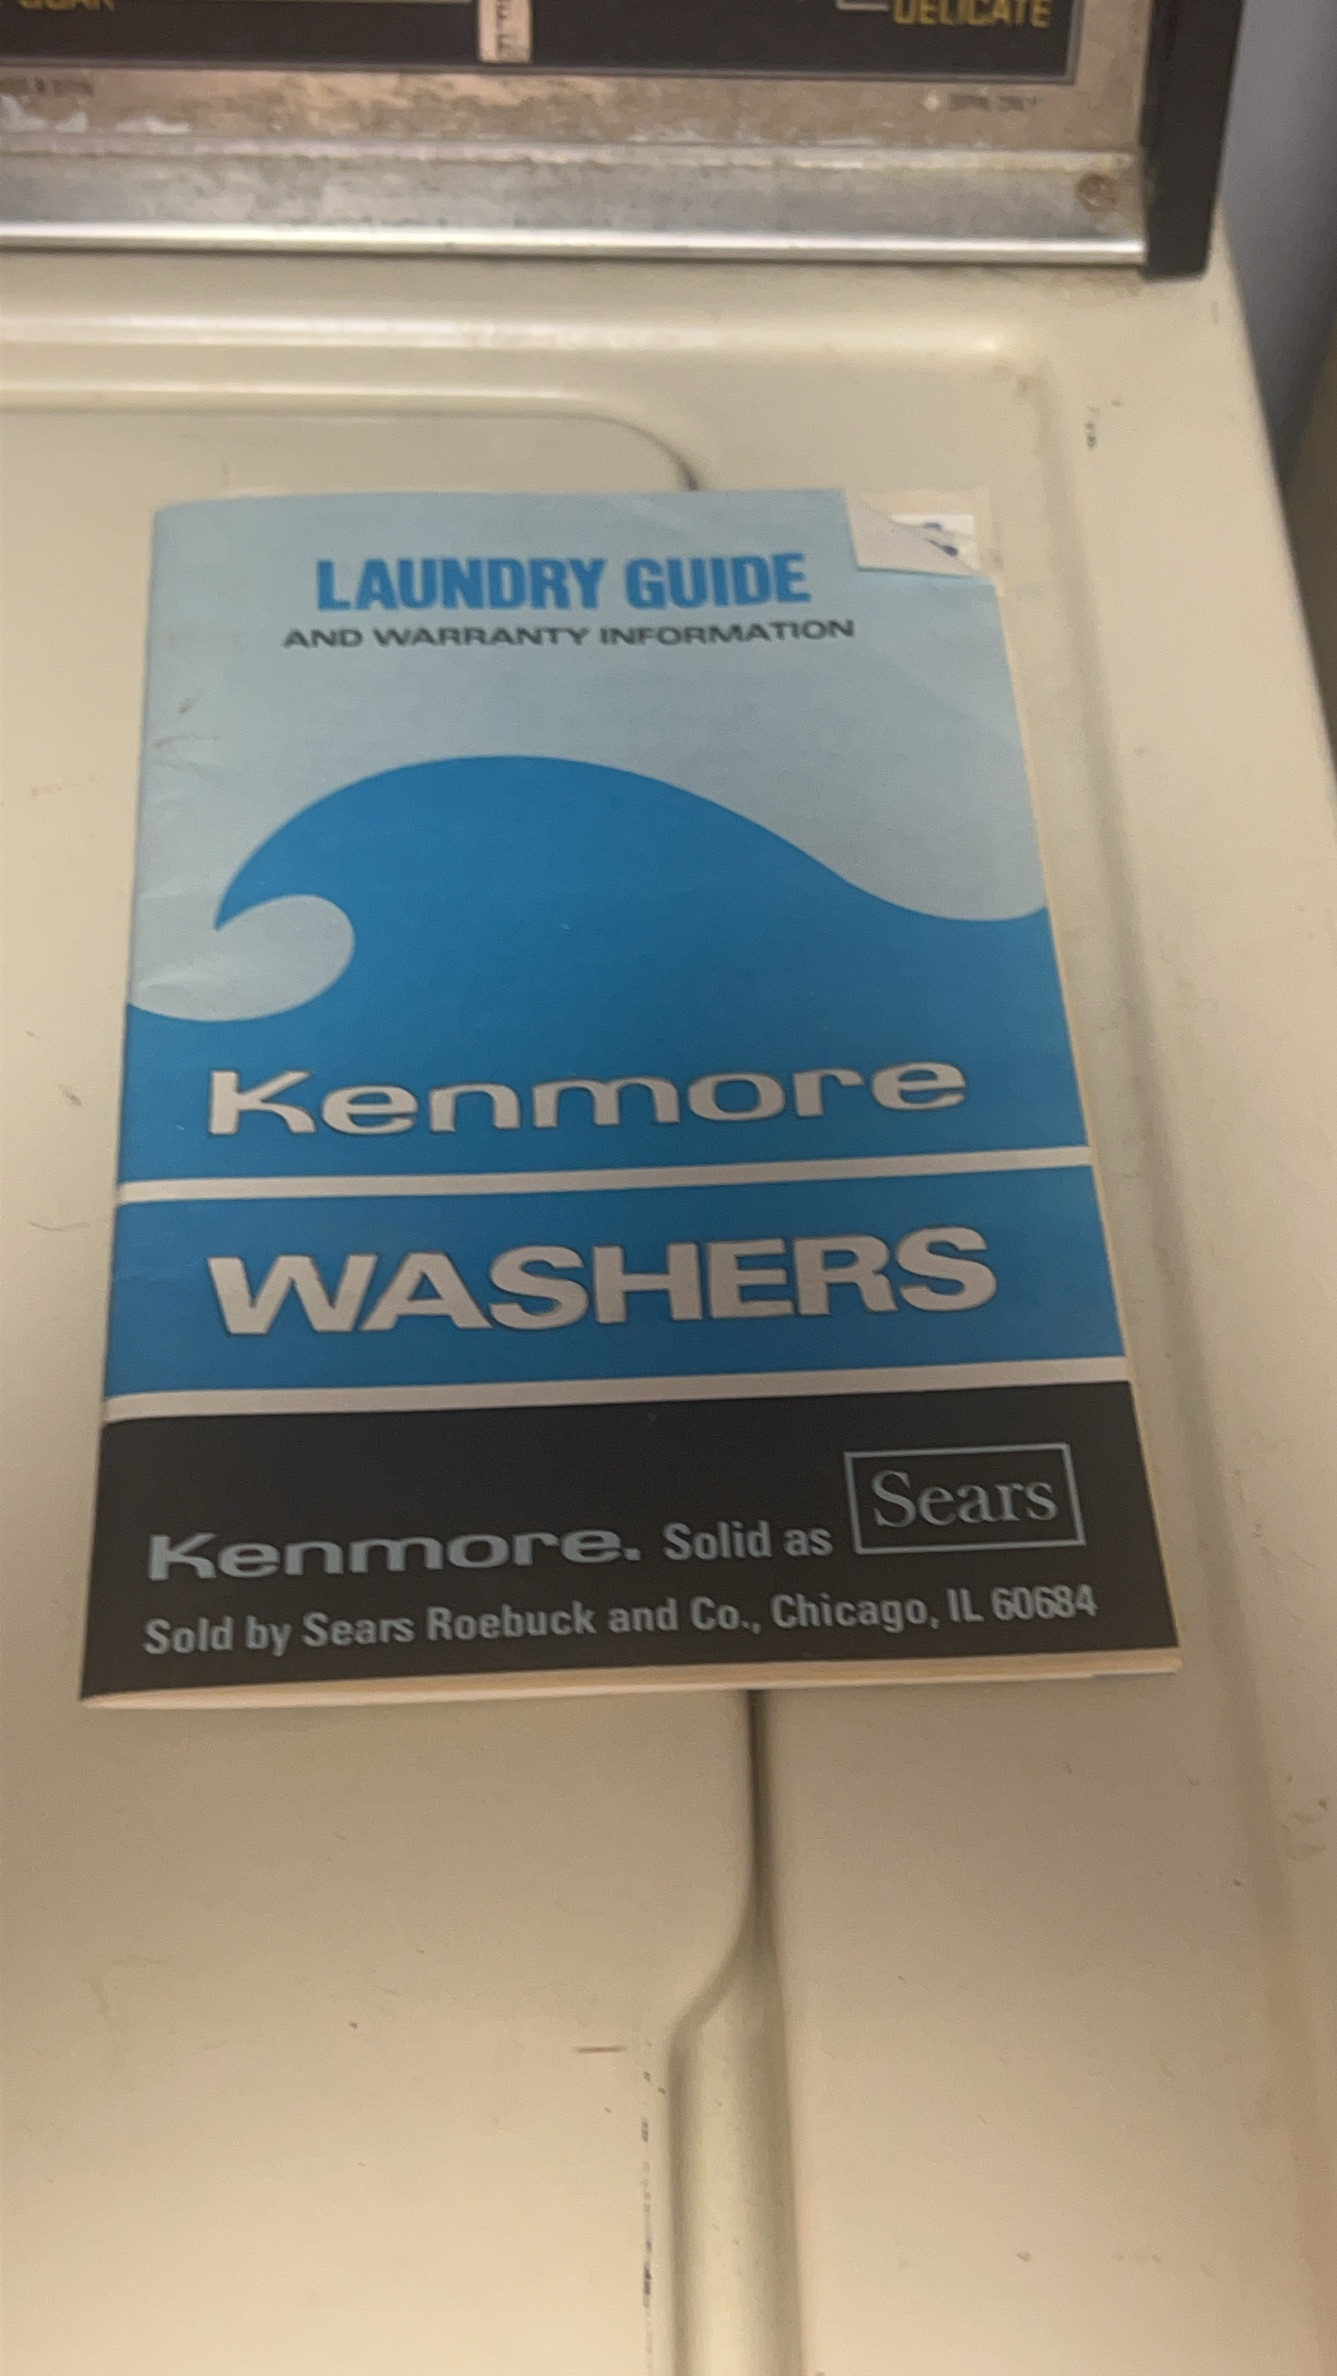 DELICATE
LAUNDRY GUIDE
AND WARRANTY INFORMATION
Kenmore
WASHERS
Kenmore. Solid as Sears
Sold by Sears Roebuck and Co., Chicago, IL 60684